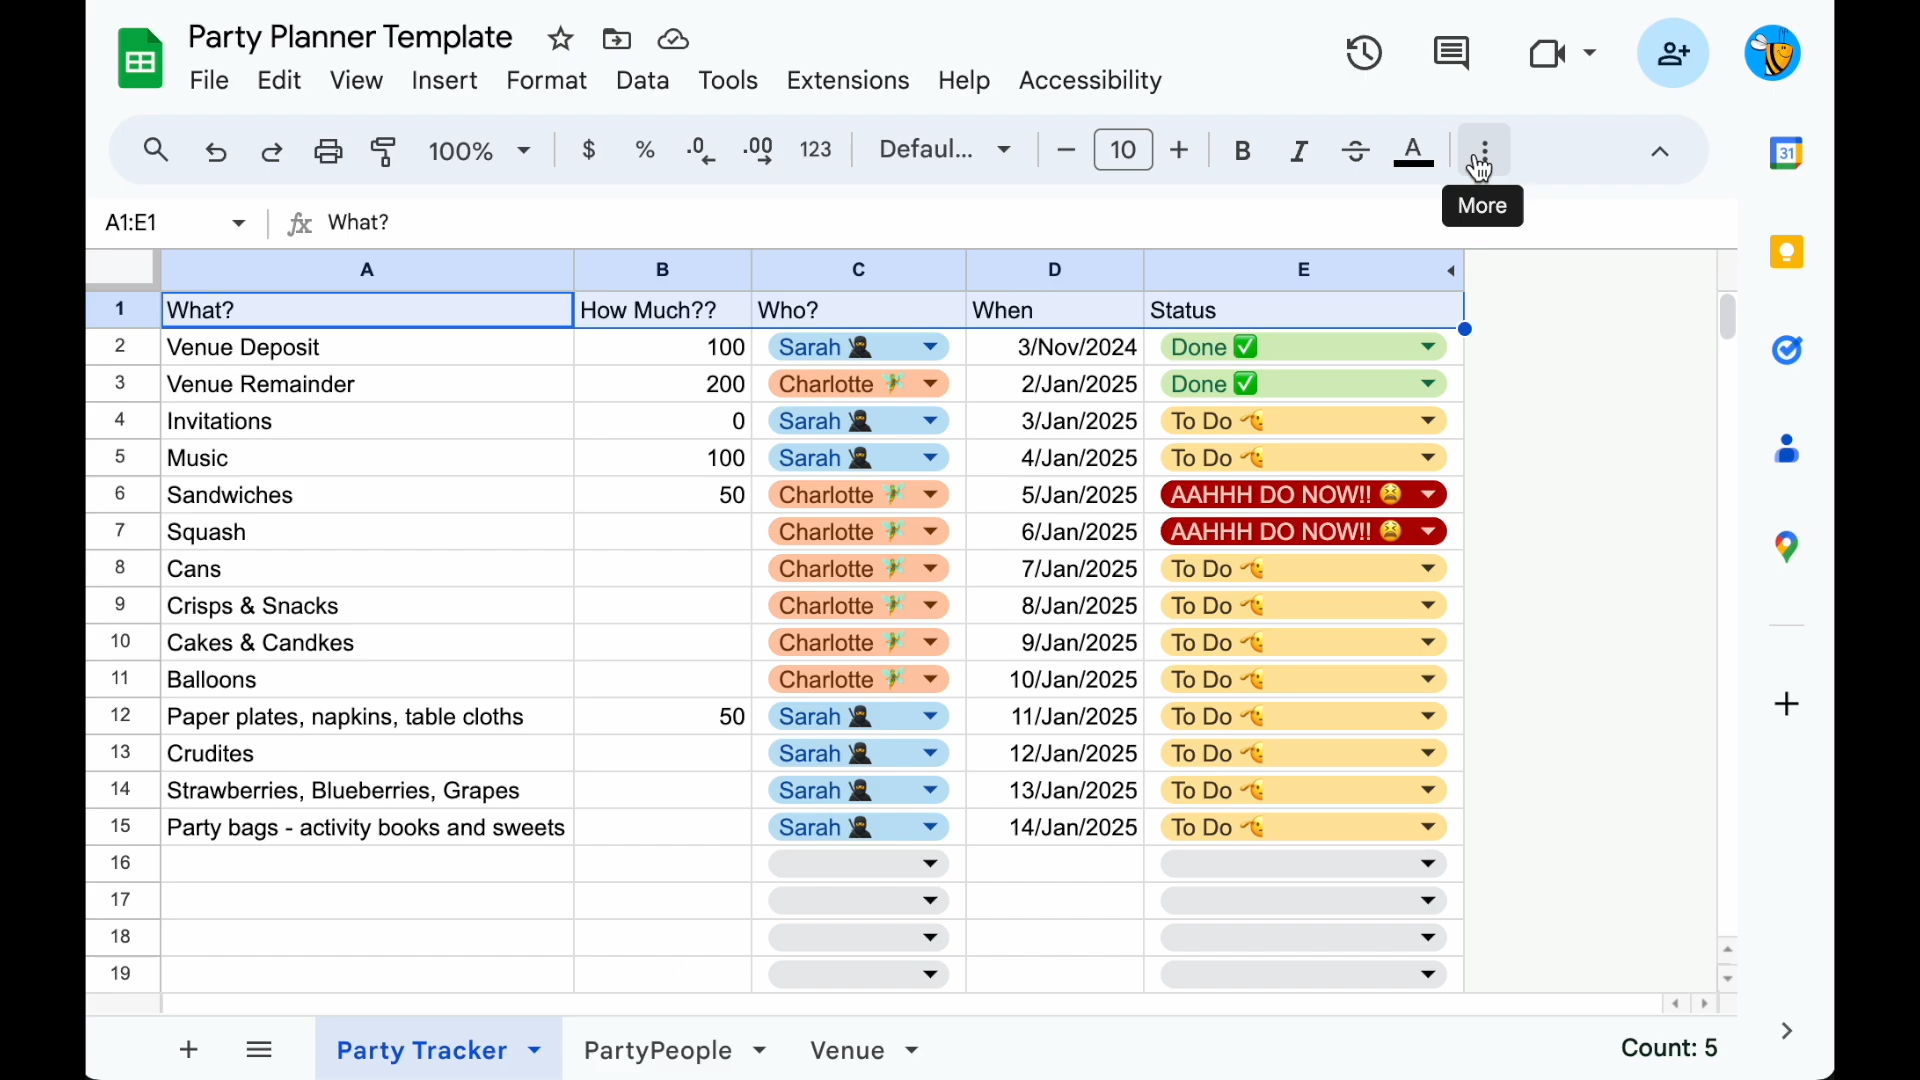 Party Planner Template
File Edit View Insert Format Data Tools Extensions Help Accessibility
100% $ % .0 .00 123 Defaul... 10 B I S A
More
A1:E1 fx What?
A B C D E
1 What? How Much?? Who? When Status
2 Venue Deposit 100 Sarah 🥷 3/Nov/2024 Done ✅
3 Venue Remainder 200 Charlotte 🧚 2/Jan/2025 Done ✅
4 Invitations 0 Sarah 🥷 3/Jan/2025 To Do 🫡
5 Music 100 Sarah 🥷 4/Jan/2025 To Do 🫡
6 Sandwiches 50 Charlotte 🧚 5/Jan/2025 AAHHH DO NOW!! 😫
7 Squash Charlotte 🧚 6/Jan/2025 AAHHH DO NOW!! 😫
8 Cans Charlotte 🧚 7/Jan/2025 To Do 🫡
9 Crisps & Snacks Charlotte 🧚 8/Jan/2025 To Do 🫡
10 Cakes & Candkes Charlotte 🧚 9/Jan/2025 To Do 🫡
11 Balloons Charlotte 🧚 10/Jan/2025 To Do 🫡
12 Paper plates, napkins, table cloths 50 Sarah 🥷 11/Jan/2025 To Do 🫡
13 Crudites Sarah 🥷 12/Jan/2025 To Do 🫡
14 Strawberries, Blueberries, Grapes Sarah 🥷 13/Jan/2025 To Do 🫡
15 Party bags - activity books and sweets Sarah 🥷 14/Jan/2025 To Do 🫡
16
17
18
19
Party Tracker PartyPeople Venue Count: 5
31